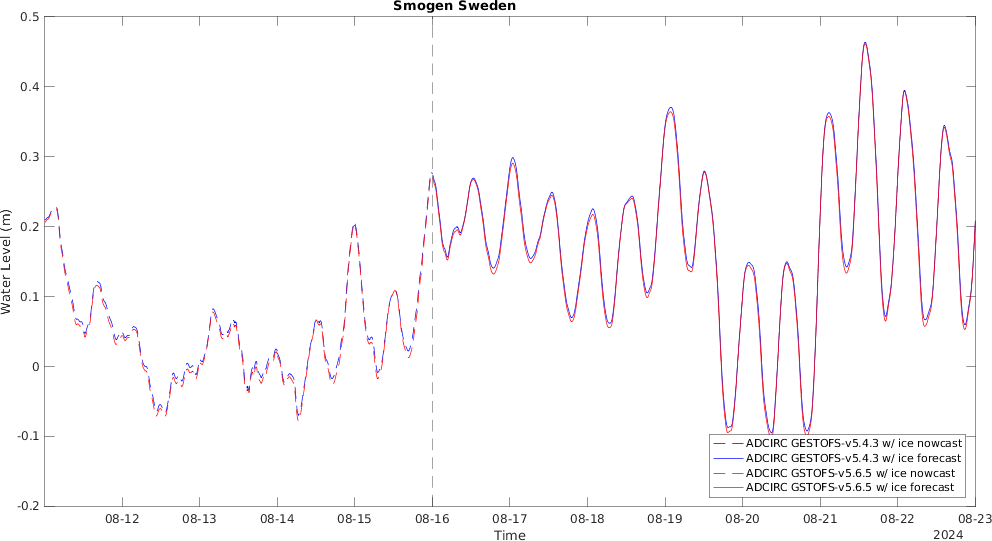 Smogen Sweden
0.5
0.4
0.3
0.2
0.1
0
-0.1
-0.2
Water Level (m)
08-12 08-13 08-14 08-15 08-16 08-17 08-18 08-19 08-20 08-21 08-22 08-23
Time
2024
ADCIRC GESTOFS-v5.4.3 w/ ice nowcast
ADCIRC GESTOFS-v5.4.3 w/ ice forecast
ADCIRC GSTOFS-v5.6.5 w/ ice nowcast
ADCIRC GSTOFS-v5.6.5 w/ ice forecast